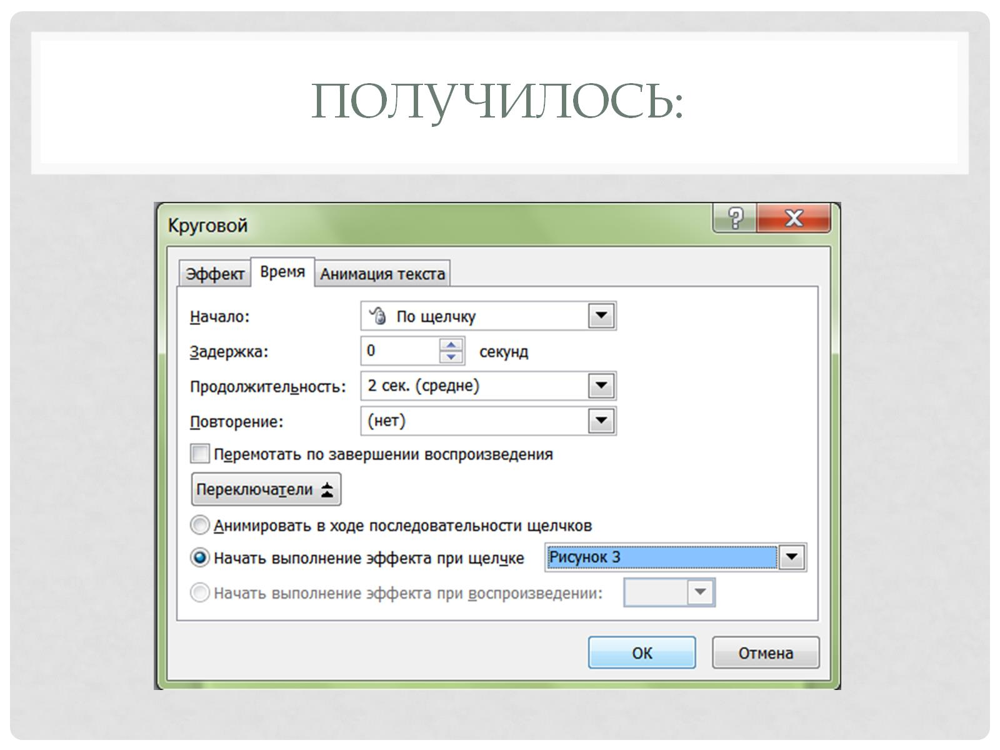 ПОЛУЧИЛОСЬ:
Круговой
Эффект Время Анимация текста
Начало: По щелчку
Задержка: 0 секунд
Продолжительность: 2 сек. (средне)
Повторение: (нет)
Перемотать по завершении воспроизведения
Переключатели
Анимировать в ходе последовательности щелчков
Начать выполнение эффекта при щелчке Рисунок 3
Начать выполнение эффекта при воспроизведении:
ОК Отмена